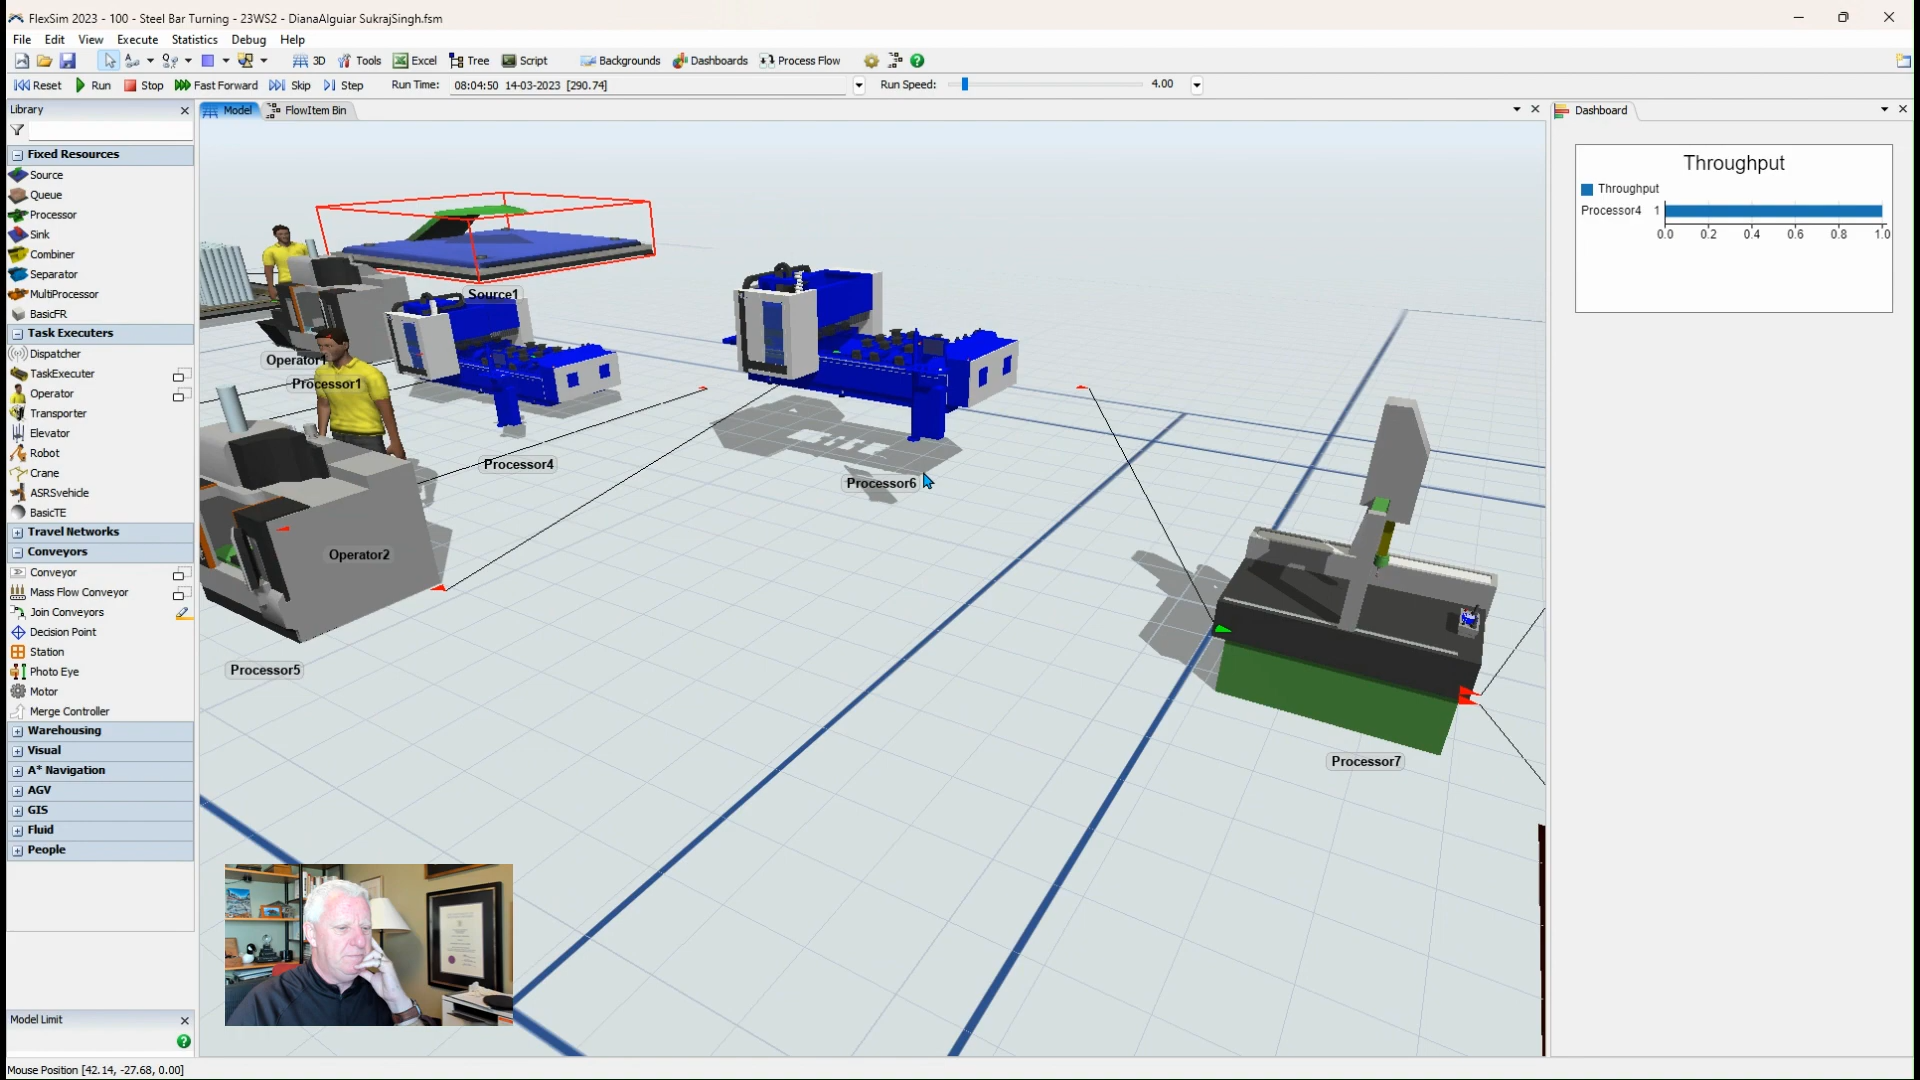 FlexSim 2023 - 100 - Steel Bar Turning - 23WS2 - DianaAlguiar SukrajSingh.fsm
File Edit View Execute Statistics Debug Help
3D Tools Excel Tree Script Backgrounds Dashboards Process Flow
Reset Run Stop Fast Forward Skip Step Run Time: 08:04:50 14-03-2023 [290.74] Run Speed: 4.00
Library
Model FlowItem Bin
Dashboard
Fixed Resources
Source
Queue
Processor
Sink
Combiner
Separator
MultiProcessor
BasicFR
Task Executers
Dispatcher
TaskExecuter
Operator
Transporter
Elevator
Robot
Crane
ASRSvehicle
BasicTE
Travel Networks
Conveyors
Conveyor
Mass Flow Conveyor
Join Conveyors
Decision Point
Station
Photo Eye
Motor
Merge Controller
Warehousing
Visual
A* Navigation
AGV
GIS
Fluid
People
Model Limit
Mouse Position [42.14, -27.68, 0.00]
Source1
Operator1
Processor1
Processor4
Processor6
Operator2
Processor5
Processor7
Throughput
Throughput
Processor4 1
0.0 0.2 0.4 0.6 0.8 1.0